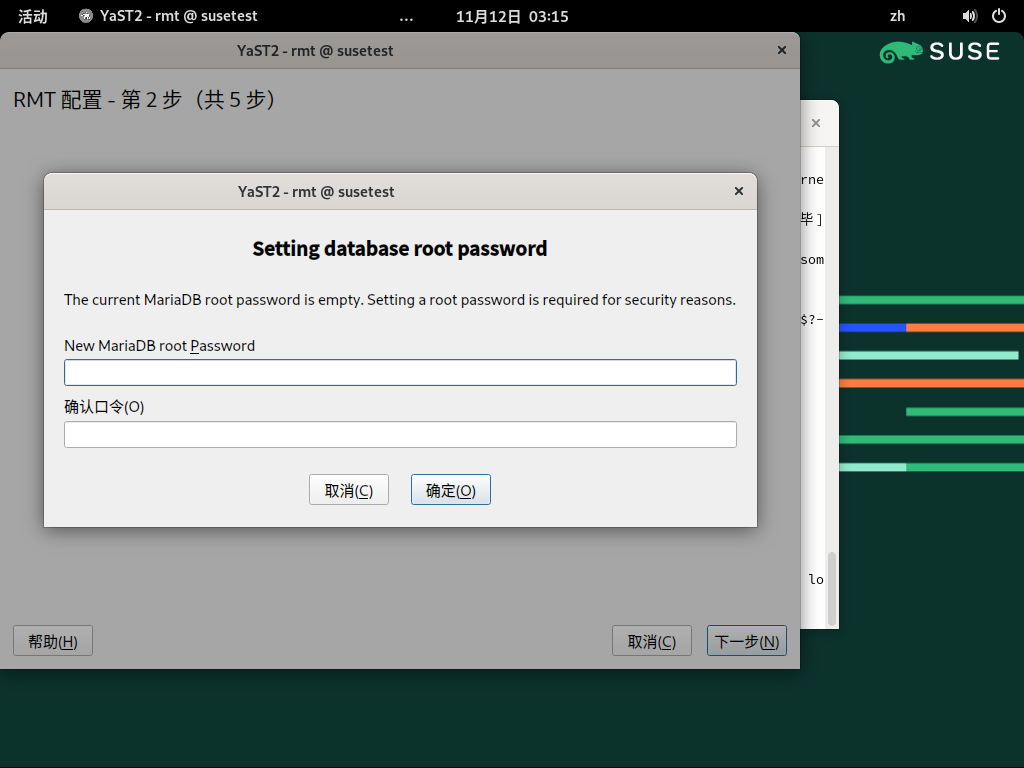 活动
YaST2 - rmt @ susetest
...
11月12日 03:15
zh
YaST2 - rmt @ susetest
SUSE
RMT 配置 - 第 2 步（共 5 步）
YaST2 - rmt @ susetest
Setting database root password
The current MariaDB root password is empty. Setting a root password is required for security reasons.
New MariaDB root Password
确认口令(O)
取消(C)
确定(O)
rne
毕]
som
$?-
lo
帮助(H)
取消(C)
下一步(N)